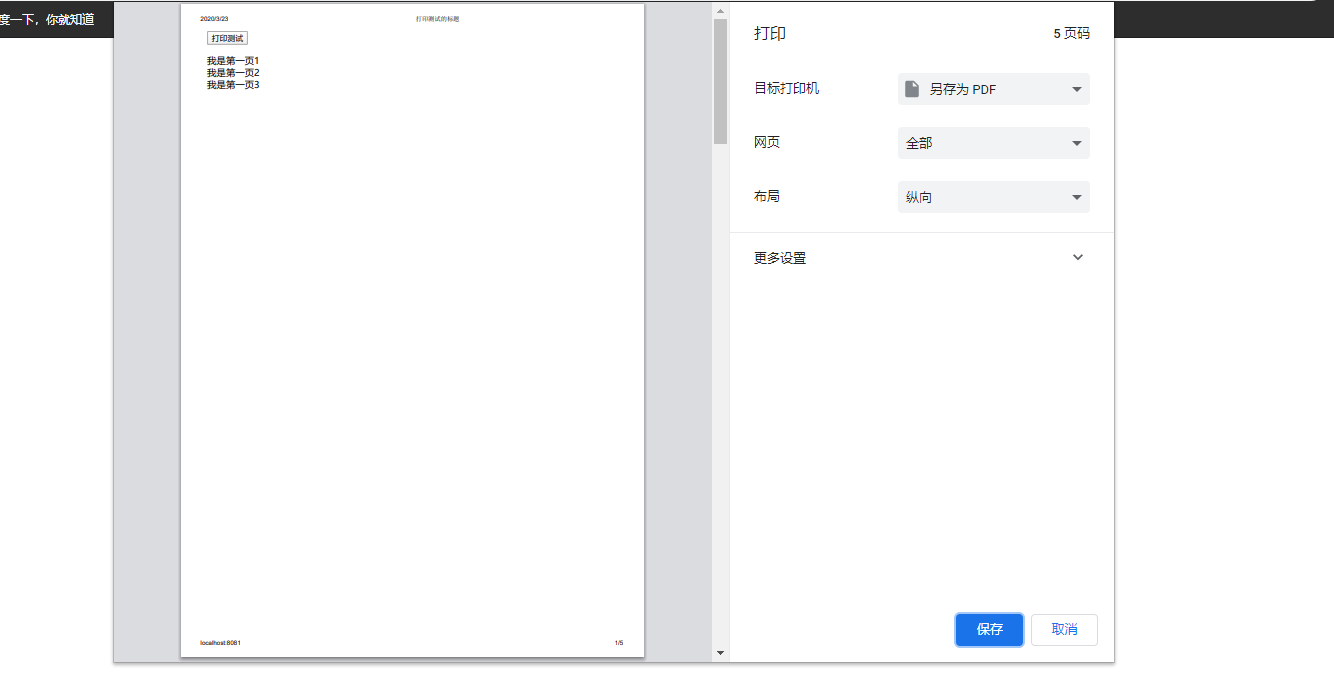 度一下，你就知道
2020/3/23
打印测试的标题
打印测试
我是第一页1
我是第一页2
我是第一页3
localhost:8081
1/5
打印
5 页码
目标打印机
另存为 PDF
网页
全部
布局
纵向
更多设置
保存
取消